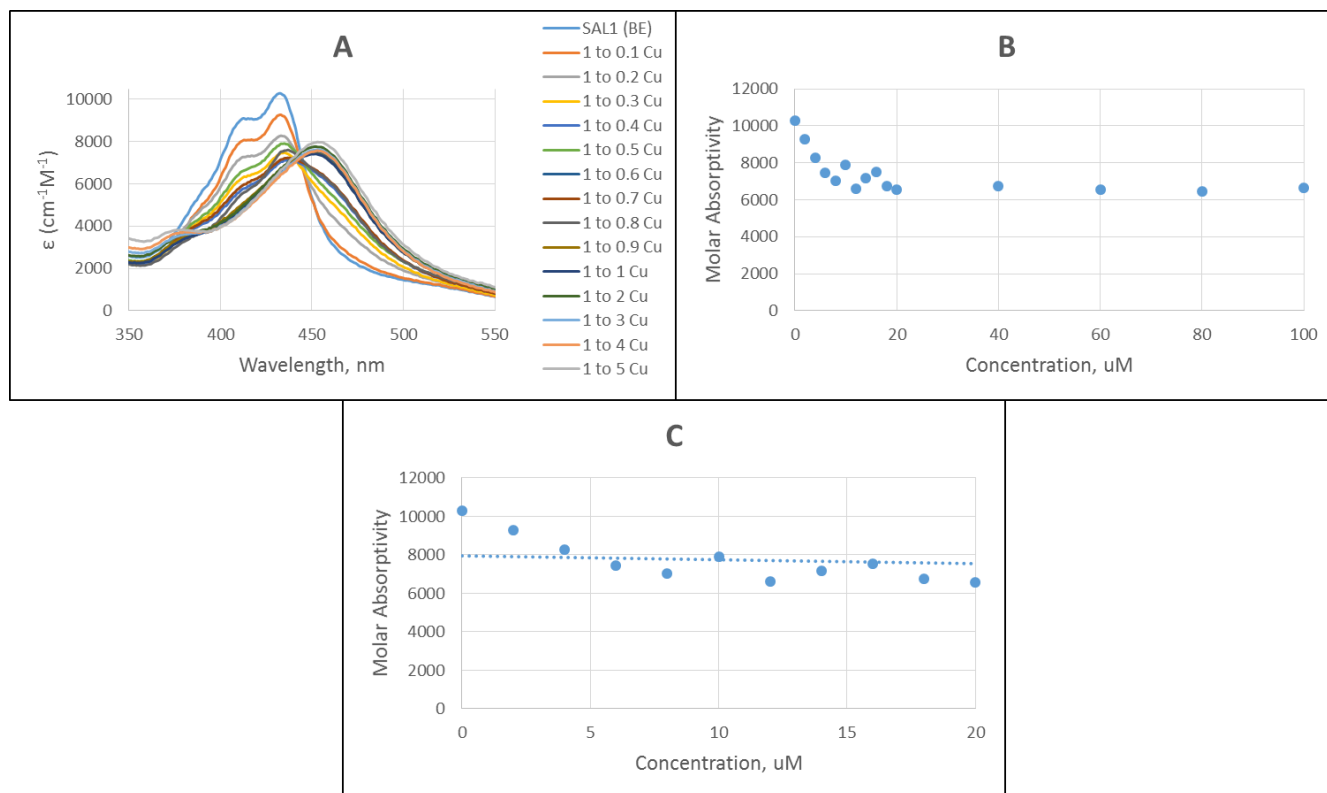 A
ε (cm-1M-1)
10000
8000
6000
4000
2000
0
350
400
450
500
550
Wavelength, nm
SAL1 (BE)
1 to 0.1 Cu
1 to 0.2 Cu
1 to 0.3 Cu
1 to 0.4 Cu
1 to 0.5 Cu
1 to 0.6 Cu
1 to 0.7 Cu
1 to 0.8 Cu
1 to 0.9 Cu
1 to 1 Cu
1 to 2 Cu
1 to 3 Cu
1 to 4 Cu
1 to 5 Cu
B
Molar Absorptivity
12000
10000
8000
6000
4000
2000
0
0
20
40
60
80
100
Concentration, uM
C
Molar Absorptivity
12000
10000
8000
6000
4000
2000
0
0
5
10
15
20
Concentration, uM